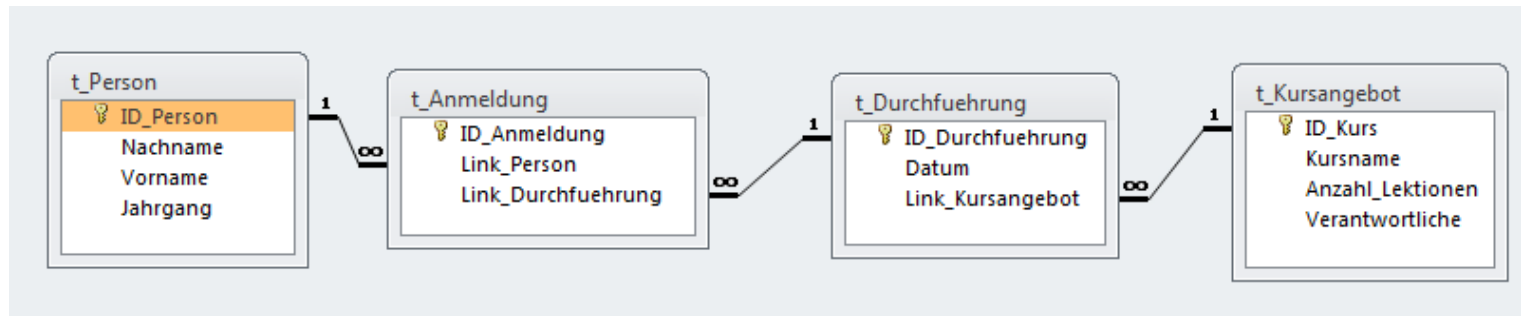 t_Person
ID_Person
Nachname
Vorname
Jahrgang
1
∞
t_Anmeldung
ID_Anmeldung
Link_Person
Link_Durchfuehrung
∞
1
t_Durchfuehrung
ID_Durchfuehrung
Datum
Link_Kursangebot
∞
1
t_Kursangebot
ID_Kurs
Kursname
Anzahl_Lektionen
Verantwortliche